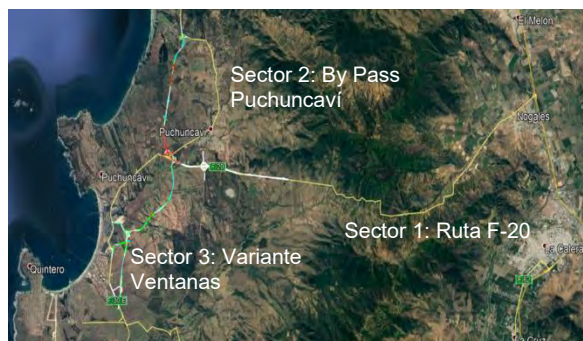 El Melon
Sector 2: By Pass
Puchuncaví
Puchuncaví
Nogales
Puchuncaví
Sector 1: Ruta F-20
La Calera
Sector 3: Variante
Ventanas
Quintero
La Cruz